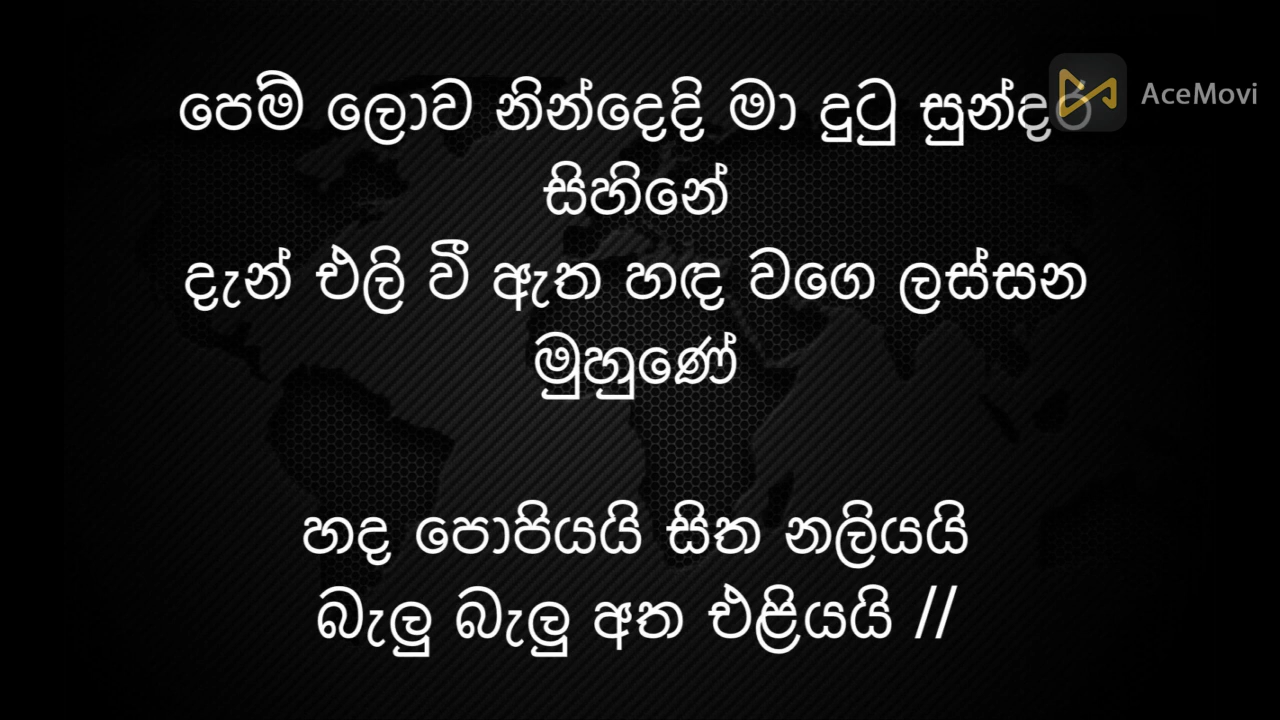 පෙම් ලොව නින්දෙදි මා දුටු සුන්දර
සිහිනේ
දැන් එලි වී ඇත හඳ වගෙ ලස්සන
මුහුණේ
හද පොපියයි සිත නලියයි
බැලු බැලු අත එළියයි //
AceMovi